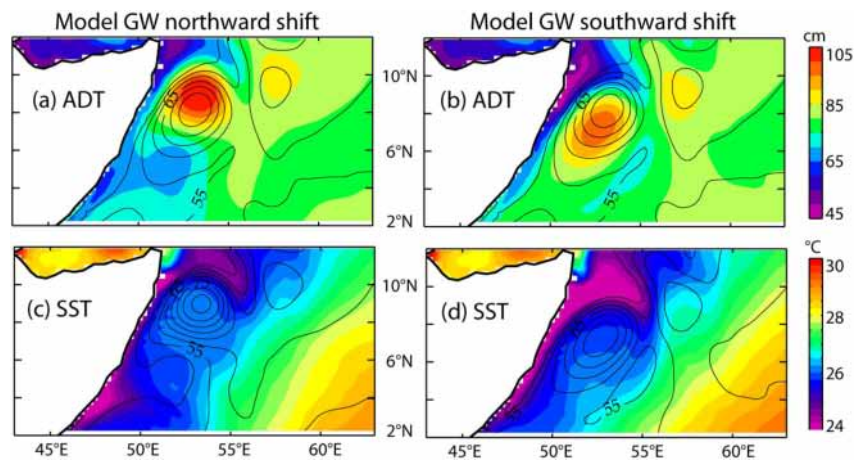 Model GW northward shift
Model GW southward shift
cm
(a) ADT
65
(b) ADT
65
105
85
65
45
10°N
6°N
2°N
55
55
(c) SST
55
(d) SST
55
°C
30
28
26
24
10°N
6°N
2°N
45°E 50°E 55°E 60°E
45°E 50°E 55°E 60°E